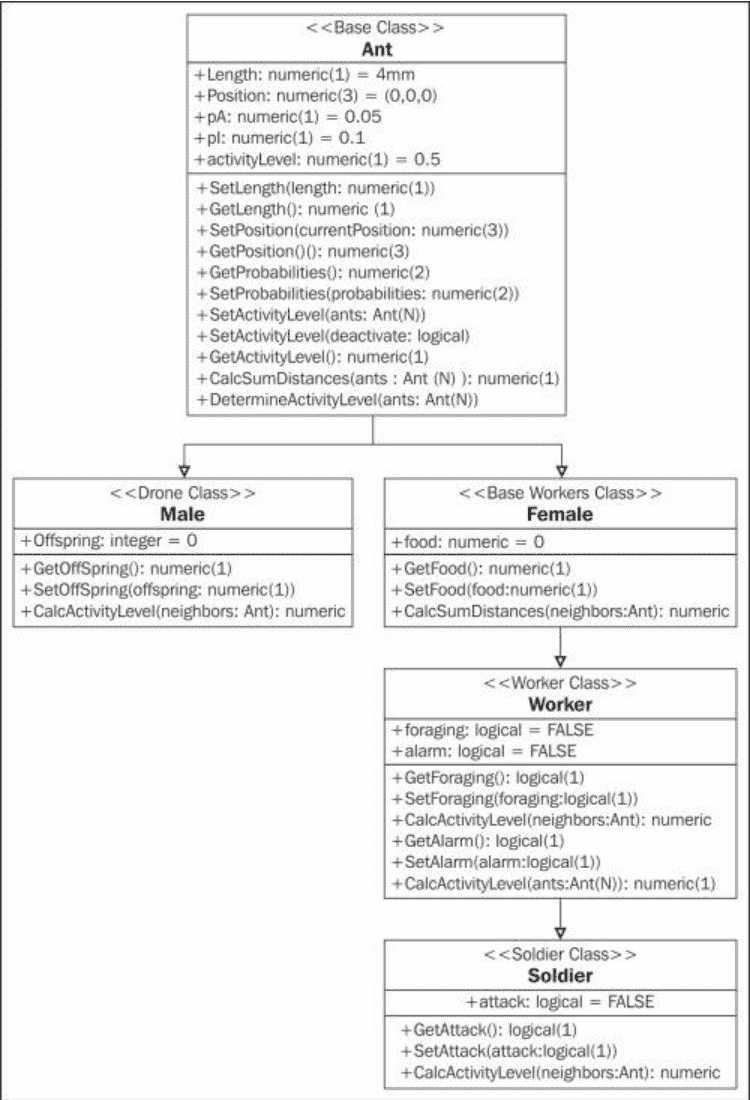 <<Base Class>>
Ant
+Length: numeric(1) = 4mm
+Position: numeric(3) = (0,0,0)
+pA: numeric(1) = 0.05
+pI: numeric(1) = 0.1
+activityLevel: numeric(1) = 0.5
+SetLength(length: numeric(1))
+GetLength(): numeric (1)
+SetPosition(currentPosition: numeric(3))
+GetPosition()(): numeric(3)
+GetProbabilities(): numeric(2)
+SetProbabilities(probabilities: numeric(2))
+SetActivityLevel(ants: Ant(N))
+SetActivityLevel(deactivate: logical)
+GetActivityLevel(): numeric(1)
+CalcSumDistances(ants : Ant (N) ): numeric(1)
+DetermineActivityLevel(ants: Ant(N))
<<Drone Class>>
Male
+Offspring: integer = 0
+GetOffSpring(): numeric(1)
+SetOffSpring(offspring: numeric(1))
+CalcActivityLevel(neighbors: Ant): numeric
<<Base Workers Class>>
Female
+food: numeric = 0
+GetFood(): numeric(1)
+SetFood(food:numeric(1))
+CalcSumDistances(neighbors:Ant): numeric
<<Worker Class>>
Worker
+foraging: logical = FALSE
+alarm: logical = FALSE
+GetForaging(): logical(1)
+SetForaging(foraging:logical(1))
+CalcActivityLevel(neighbors:Ant): numeric
+GetAlarm(): logical(1)
+SetAlarm(alarm:logical(1))
+CalcActivityLevel(ants:Ant(N)): numeric(1)
<<Soldier Class>>
Soldier
+attack: logical = FALSE
+GetAttack(): logical(1)
+SetAttack(attack:logical(1))
+CalcActivityLevel(neighbors:Ant): numeric